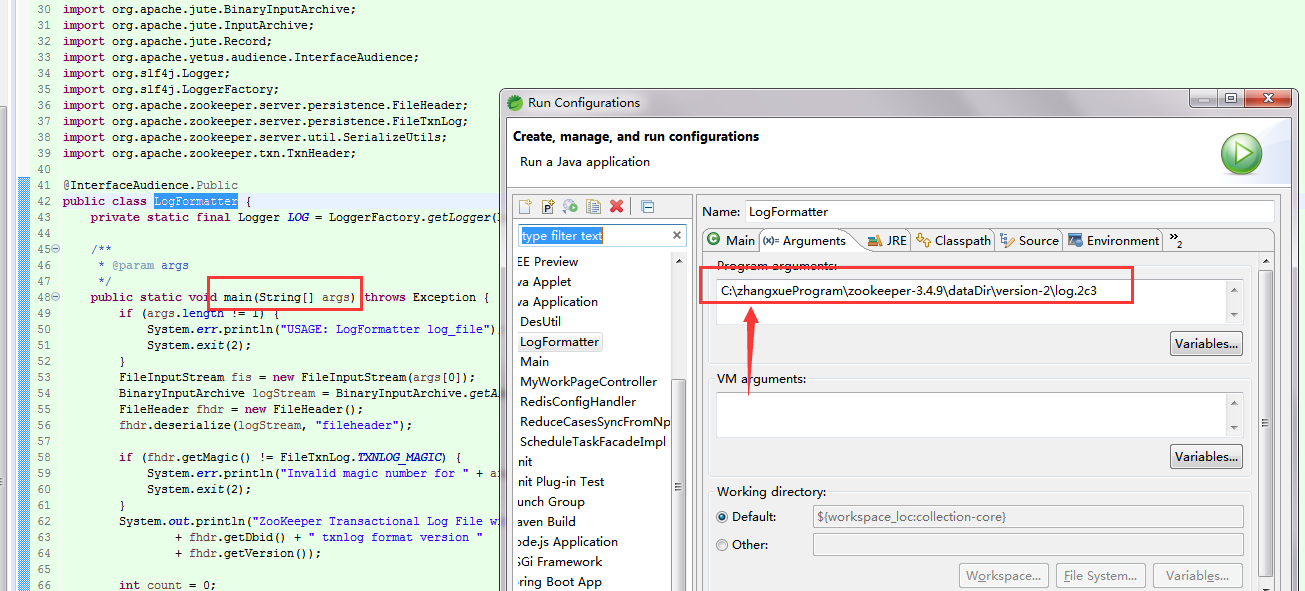 30 import org.apache.jute.BinaryInputArchive;
31 import org.apache.jute.InputArchive;
32 import org.apache.jute.Record;
33 import org.apache.yetus.audience.InterfaceAudience;
34 import org.slf4j.Logger;
35 import org.slf4j.LoggerFactory;
36 import org.apache.zookeeper.server.persistence.FileHeader;
37 import org.apache.zookeeper.server.persistence.FileTxnLog;
38 import org.apache.zookeeper.server.util.SerializeUtils;
39 import org.apache.zookeeper.txn.TxnHeader;
40
41 @InterfaceAudience.Public
42 public class LogFormatter {
43 private static final Logger LOG = LoggerFactory.getLogger(
44
45 /**
46 * @param args
47 */
48 public static void main(String[] args) throws Exception {
49 if (args.length != 1) {
50 System.err.println("USAGE: LogFormatter log_file")
51 System.exit(2);
52 }
53 FileInputStream fis = new FileInputStream(args[0]);
54 BinaryInputArchive logStream = BinaryInputArchive.getA
55 FileHeader fhdr = new FileHeader();
56 fhdr.deserialize(logStream, "fileheader");
57
58 if (fhdr.getMagic() != FileTxnLog.TXNLOG_MAGIC) {
59 System.err.println("Invalid magic number for " + a
60 System.exit(2);
61 }
62 System.out.println("ZooKeeper Transactional Log File w
63 + fhdr.getDbid() + " txnlog format version "
64 + fhdr.getVersion());
65
66 int count = 0;
Run Configurations
Create, manage, and run configurations
Run a Java application
type filter text
EE Preview
va Applet
va Application
DesUtil
LogFormatter
Main
MyWorkPageController
RedisConfigHandler
ReduceCasesSyncFromNp
ScheduleTaskFacadeImpl
nit
nit Plug-in Test
unch Group
aven Build
ode.js Application
SGi Framework
ring Boot App
Name: LogFormatter
Main (x)= Arguments JRE Classpath Source Environment »2
Program arguments:
C:\zhangxueProgram\zookeeper-3.4.9\dataDir\version-2\log.2c3
Variables...
VM arguments:
Variables...
Working directory:
Default: ${workspace_loc:collection-core}
Other:
Workspace... File System... Variables...